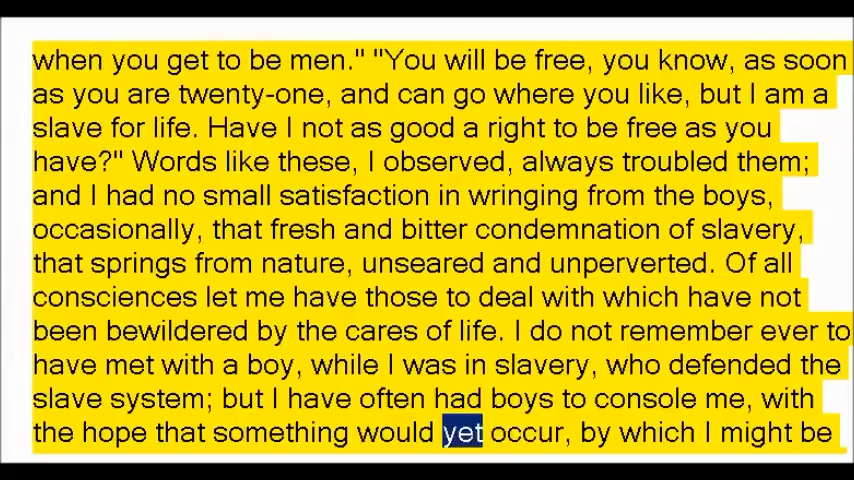 when you get to be men." "You will be free, you know, as soon
as you are twenty-one, and can go where you like, but I am a
slave for life. Have I not as good a right to be free as you
have?" Words like these, I observed, always troubled them;
and I had no small satisfaction in wringing from the boys,
occasionally, that fresh and bitter condemnation of slavery,
that springs from nature, unseared and unperverted. Of all
consciences let me have those to deal with which have not
been bewildered by the cares of life. I do not remember ever to
have met with a boy, while I was in slavery, who defended the
slave system; but I have often had boys to console me, with
the hope that something would yet occur, by which I might be